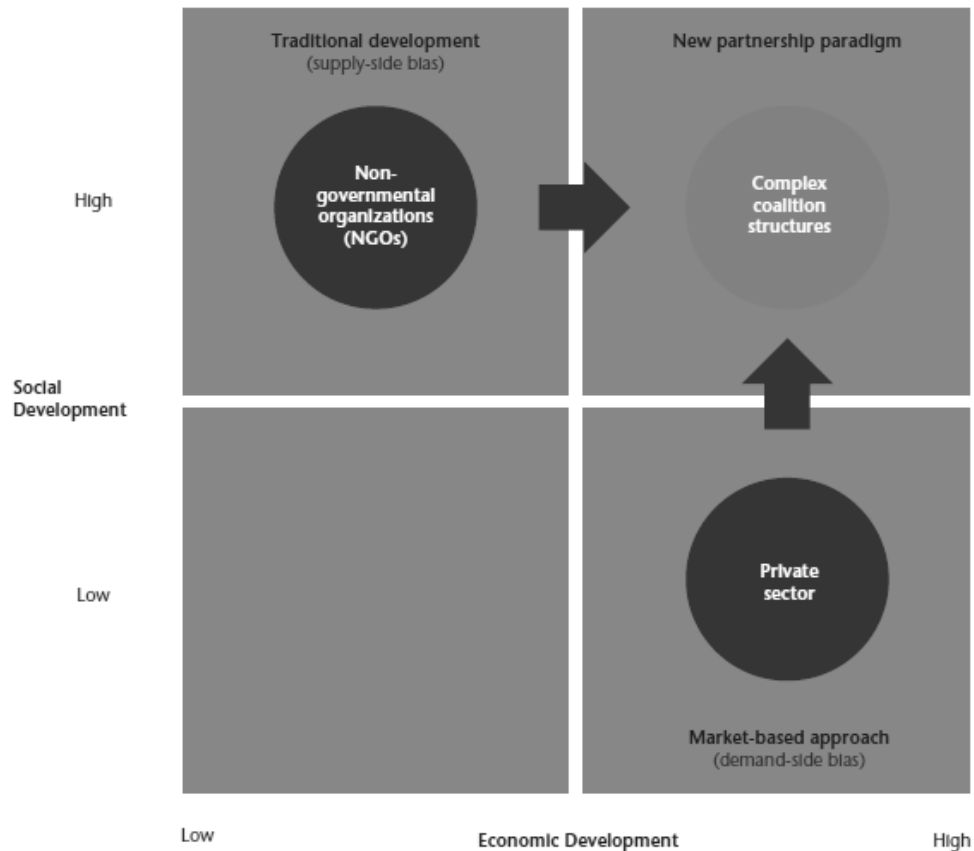 Traditional development
(supply-side bias)
New partnership paradigm
Non-
governmental
organizations
(NGOs)
Complex
coalition
structures
High
Social
Development
Low
Private
sector
Market-based approach
(demand-side bias)
Low
Economic Development
High